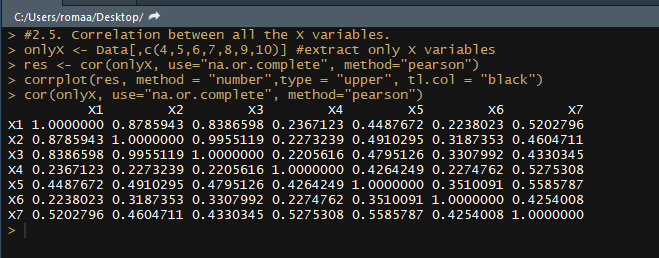 C:/Users/romaa/Desktop/
> #2.5. Correlation between all the X variables.
> onlyX <- Data[,c(4,5,6,7,8,9,10)] #extract only X variables
> res <- cor(onlyX, use="na.or.complete", method="pearson")
> corrplot(res, method = "number",type = "upper", tl.col = "black")
> cor(onlyX, use="na.or.complete", method="pearson")
X1 X2 X3 X4 X5 X6 X7
X1 1.0000000 0.8785943 0.8386598 0.2367123 0.4487672 0.2238023 0.5202796
X2 0.8785943 1.0000000 0.9955119 0.2273239 0.4910295 0.3187353 0.4604711
X3 0.8386598 0.9955119 1.0000000 0.2205616 0.4795126 0.3307992 0.4330345
X4 0.2367123 0.2273239 0.2205616 1.0000000 0.4264249 0.2274762 0.5275308
X5 0.4487672 0.4910295 0.4795126 0.4264249 1.0000000 0.3510091 0.5585787
X6 0.2238023 0.3187353 0.3307992 0.2274762 0.3510091 1.0000000 0.4254008
X7 0.5202796 0.4604711 0.4330345 0.5275308 0.5585787 0.4254008 1.0000000
>